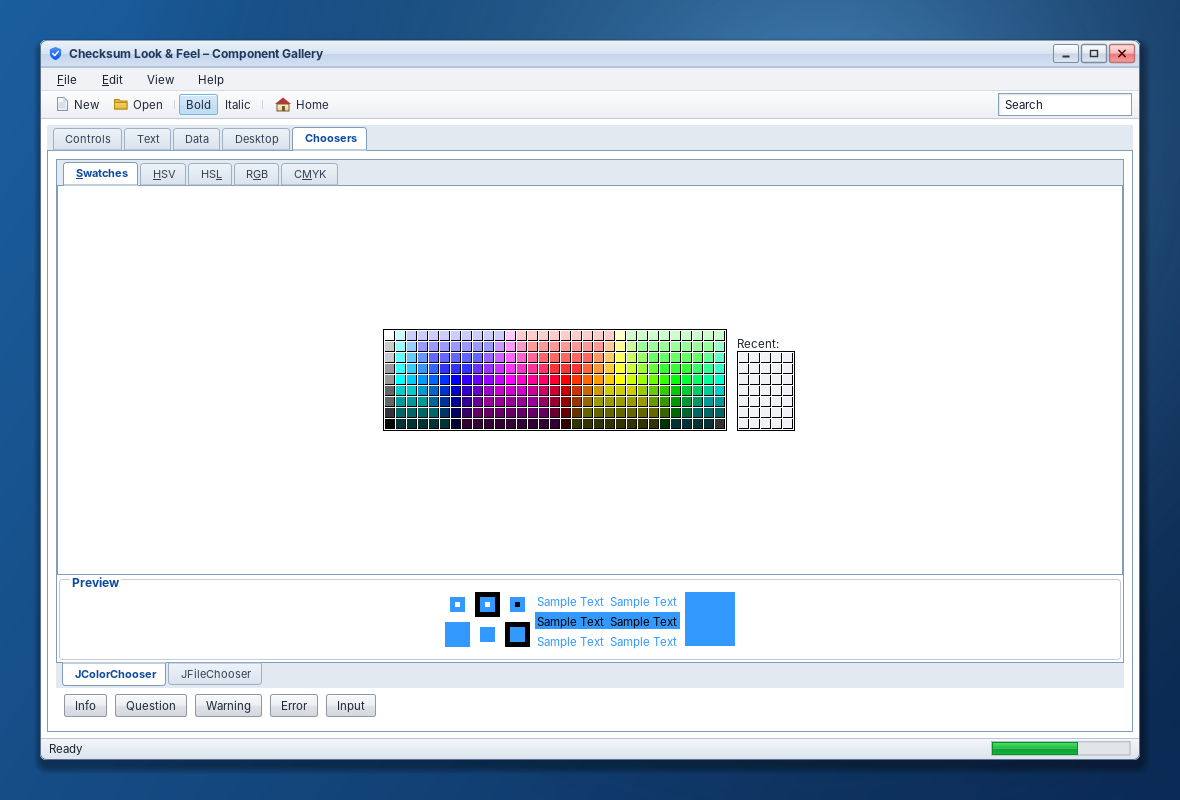 Checksum Look & Feel – Component Gallery
File Edit View Help
New Open Bold Italic Home Search
Controls Text Data Desktop Choosers
Swatches HSV HSL RGB CMYK
Recent:
Preview
Sample Text Sample Text
Sample Text Sample Text
Sample Text Sample Text
JColorChooser JFileChooser
Info Question Warning Error Input
Ready